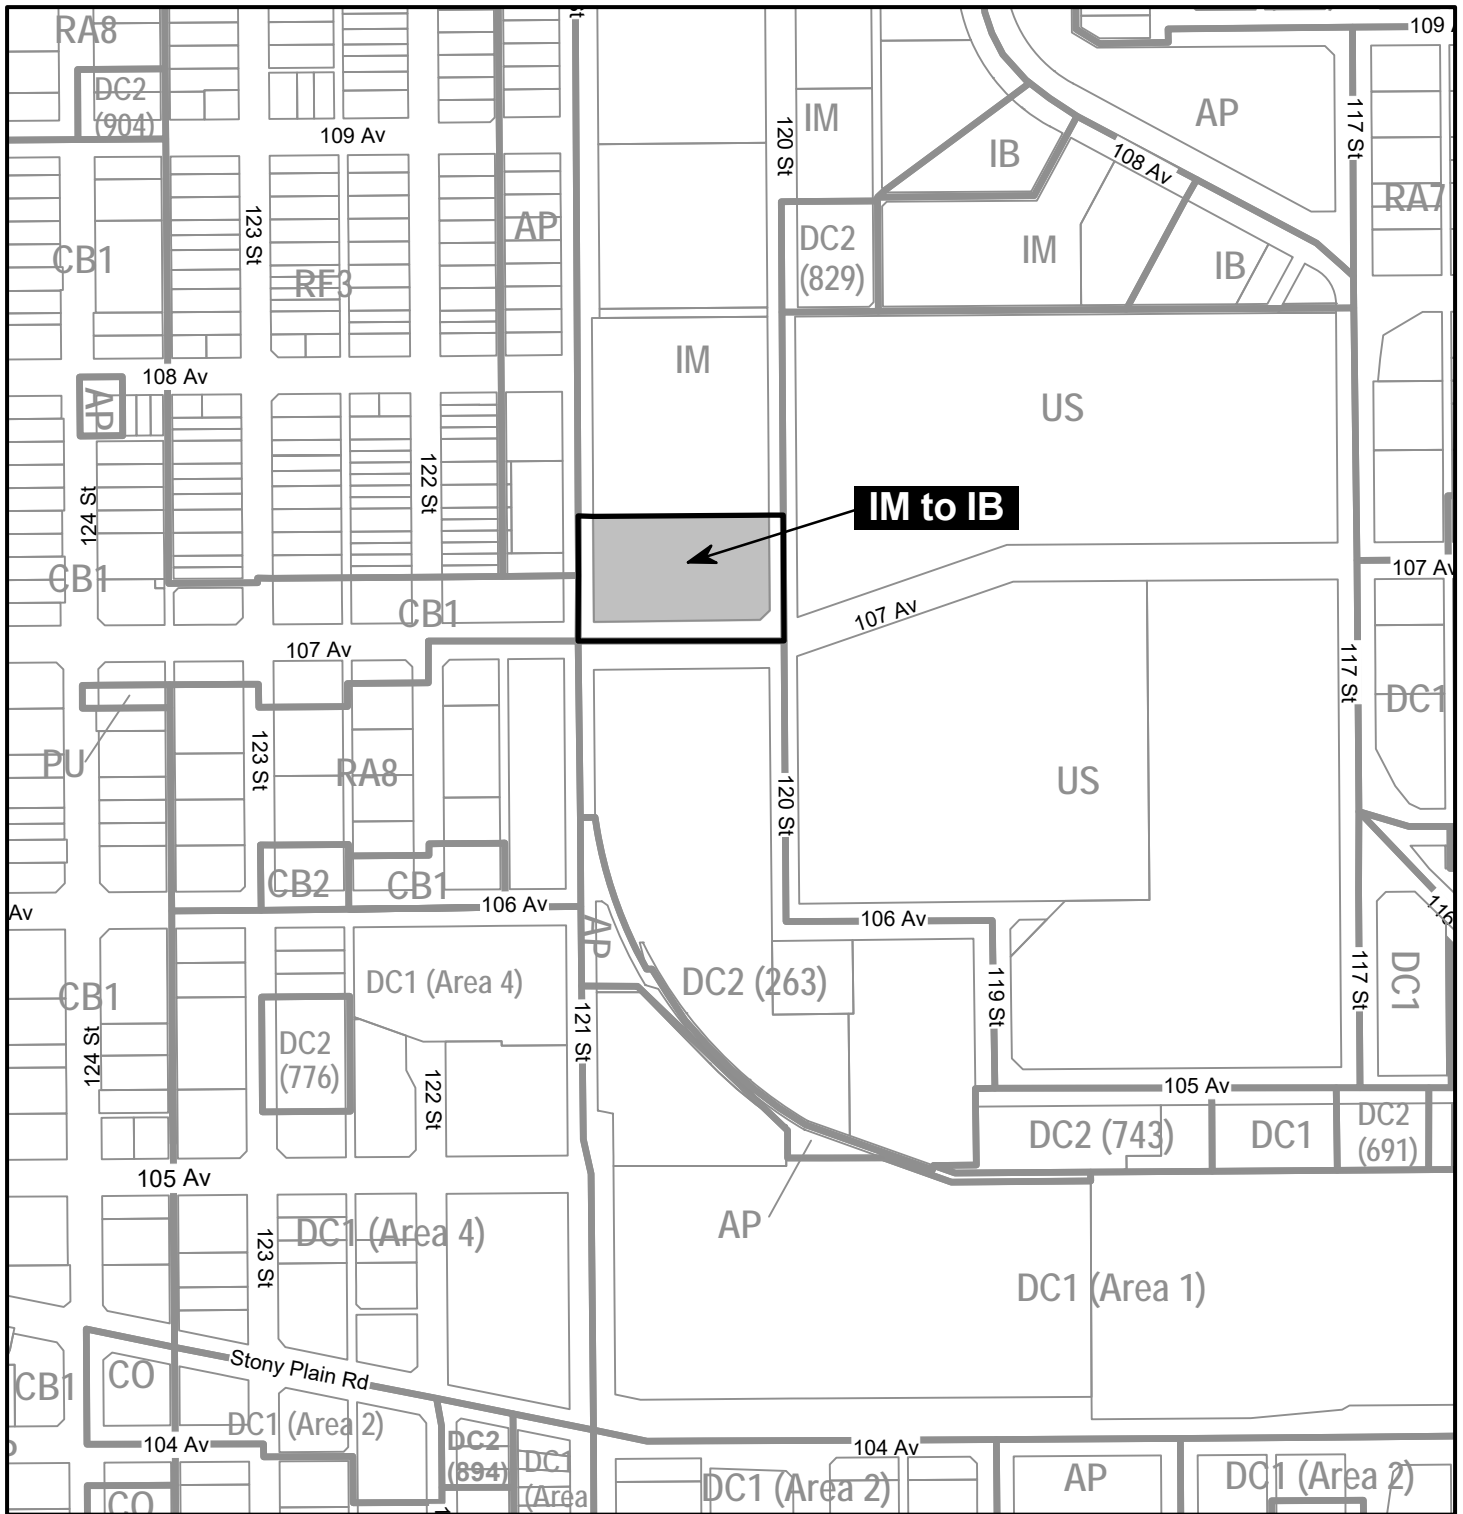 RA8
St
109
DC2
(904)
109 Av
IM
120 St
IB
108 Av
AP
117 St
RA7
CB1
123 St
RF3
AP
DC2
(829)
IM
IB
108 Av
AP
IM
US
124 St
122 St
IM to IB
CB1
CB1
107 Av
107 Av
107 Av
PU
123 St
RA8
117 St
DC1
US
120 St
CB2
CB1
106 Av
Av
AP
106 Av
116
CB1
DC1 (Area 4)
DC2 (263)
119 St
117 St
DC1
124 St
DC2
(776)
122 St
121 St
105 Av
DC2 (743)
DC1
DC2
(691)
105 Av
AP
123 St
DC1 (Area 4)
DC1 (Area 1)
Stony Plain Rd
CB1
CO
DC1 (Area 2)
104 Av
DC2
(894)
DC1
(Area
104 Av
DC1 (Area 2)
AP
DC1 (Area 2)
CO